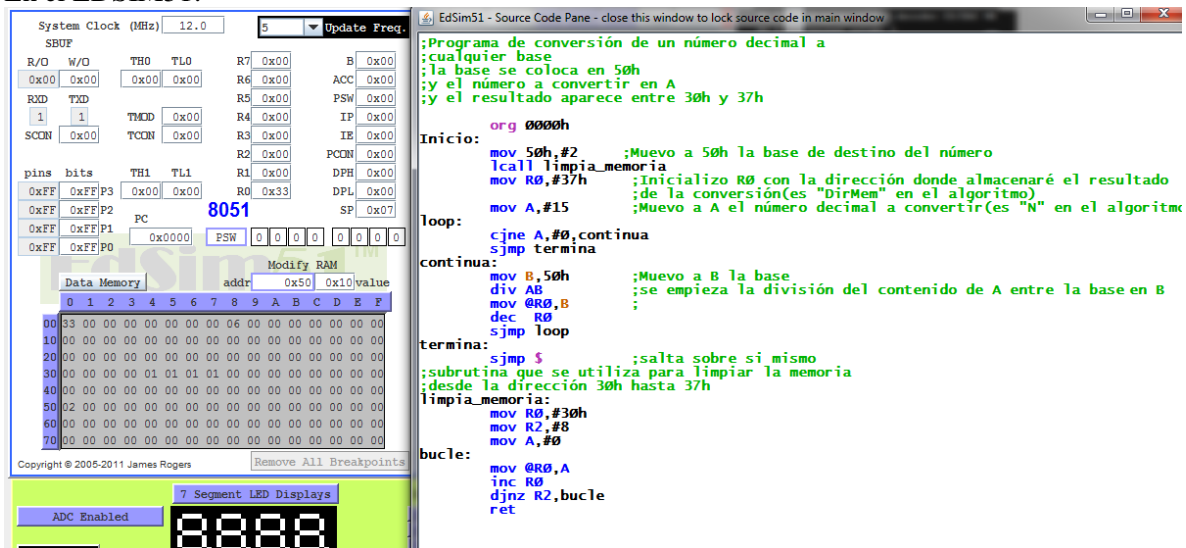 En el EDSIM51:
System Clock (MHz) 12.0 5 Update Freq.
SBUF
R/O W/O TH0 TL0 R7 0x00 B 0x00
0x00 0x00 0x00 0x00 R6 0x00 ACC 0x00
RXD TXD R5 0x00 PSW 0x00
1 1 TMOD 0x00 R4 0x00 IP 0x00
SCON 0x00 TCON 0x00 R3 0x00 IE 0x00
R2 0x00 PCON 0x00
pins bits TH1 TL1 R1 0x00 DPH 0x00
0xFF 0xFF P3 0x00 0x00 R0 0x33 DPL 0x00
0xFF 0xFF P2 PC 8051 SP 0x07
0xFF 0xFF P1 0x0000 PSW 0 0 0 0 0 0 0 0
0xFF 0xFF P0
EdSim51 TM
Modify RAM
Data Memory addr 0x50 0x10 value
0 1 2 3 4 5 6 7 8 9 A B C D E F
00 33 00 00 00 00 00 00 00 06 00 00 00 00 00 00 00
10 00 00 00 00 00 00 00 00 00 00 00 00 00 00 00 00
20 00 00 00 00 00 00 00 00 00 00 00 00 00 00 00 00
30 00 00 00 00 01 01 01 01 00 00 00 00 00 00 00 00
40 00 00 00 00 00 00 00 00 00 00 00 00 00 00 00 00
50 02 00 00 00 00 00 00 00 00 00 00 00 00 00 00 00
60 00 00 00 00 00 00 00 00 00 00 00 00 00 00 00 00
70 00 00 00 00 00 00 00 00 00 00 00 00 00 00 00 00
Copyright © 2005-2011 James Rogers Remove All Breakpoints
7 Segment LED Displays
ADC Enabled
8888
EdSim51 - Source Code Pane - close this window to lock source code in main window
;Programa de conversión de un número decimal a
;cualquier base
;la base se coloca en 50h
;y el número a convertir en A
;y el resultado aparece entre 30h y 37h
org 0000h
Inicio:
mov 50h,#2 ;Muevo a 50h la base de destino del número
lcall limpia_memoria
mov R0,#37h ;Inicializo R0 con la dirección donde almacenaré el resultado
;de la conversión(es "DirMem" en el algoritmo)
mov A,#15 ;Muevo a A el número decimal a convertir(es "N" en el algoritmo
loop:
cjne A,#0,continua
sjmp termina
continua:
mov B,50h ;Muevo a B la base
div AB ;se empieza la división del contenido de A entre la base en B
mov @R0,B ;
dec R0
sjmp loop
termina:
sjmp $ ;salta sobre si mismo
;subrutina que se utiliza para limpiar la memoria
;desde la dirección 30h hasta 37h
limpia_memoria:
mov R0,#30h
mov R2,#8
mov A,#0
bucle:
mov @R0,A
inc R0
djnz R2,bucle
ret